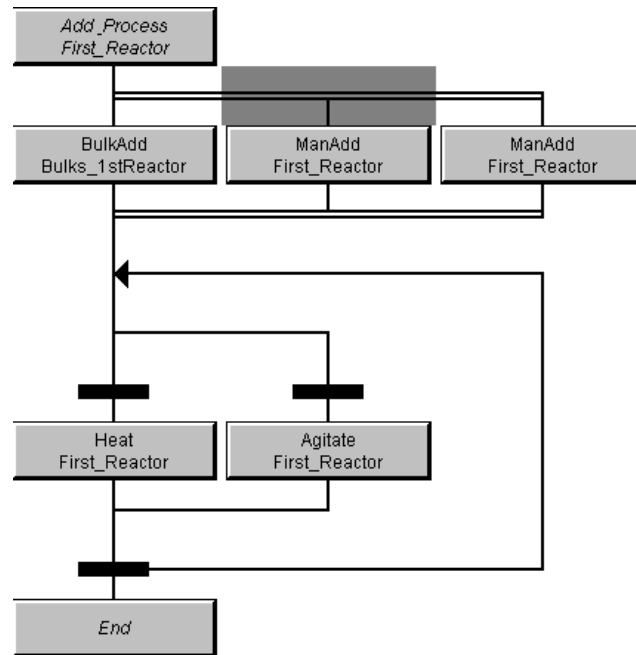 Add_Process
First_Reactor
BulkAdd
Bulks_1stReactor
ManAdd
First_Reactor
ManAdd
First_Reactor
Heat
First_Reactor
Agitate
First_Reactor
End